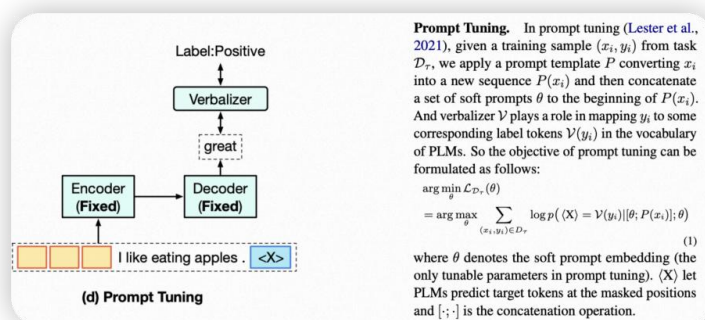 Label:Positive
Verbalizer
great
Encoder
(Fixed)
Decoder
(Fixed)
I like eating apples . <X>
(d) Prompt Tuning
Prompt Tuning. In prompt tuning (Lester et al.,
2021), given a training sample (xᵢ, yᵢ) from task
𝒟_τ, we apply a prompt template P converting xᵢ
into a new sequence P(xᵢ) and then concatenate
a set of soft prompts θ to the beginning of P(xᵢ).
And verbalizer 𝒱 plays a role in mapping yᵢ to some
corresponding label tokens 𝒱(yᵢ) in the vocabulary
of PLMs. So the objective of prompt tuning can be
formulated as follows:
arg min_θ ℒ_{𝒟_τ}(θ)
= arg max_θ ∑_{(xᵢ,yᵢ)∈D_τ} log p(⟨X⟩ = 𝒱(yᵢ)|[θ; P(xᵢ)]; θ)
(1)
where θ denotes the soft prompt embedding (the
only tunable parameters in prompt tuning). ⟨X⟩ let
PLMs predict target tokens at the masked positions
and [·; ·] is the concatenation operation.